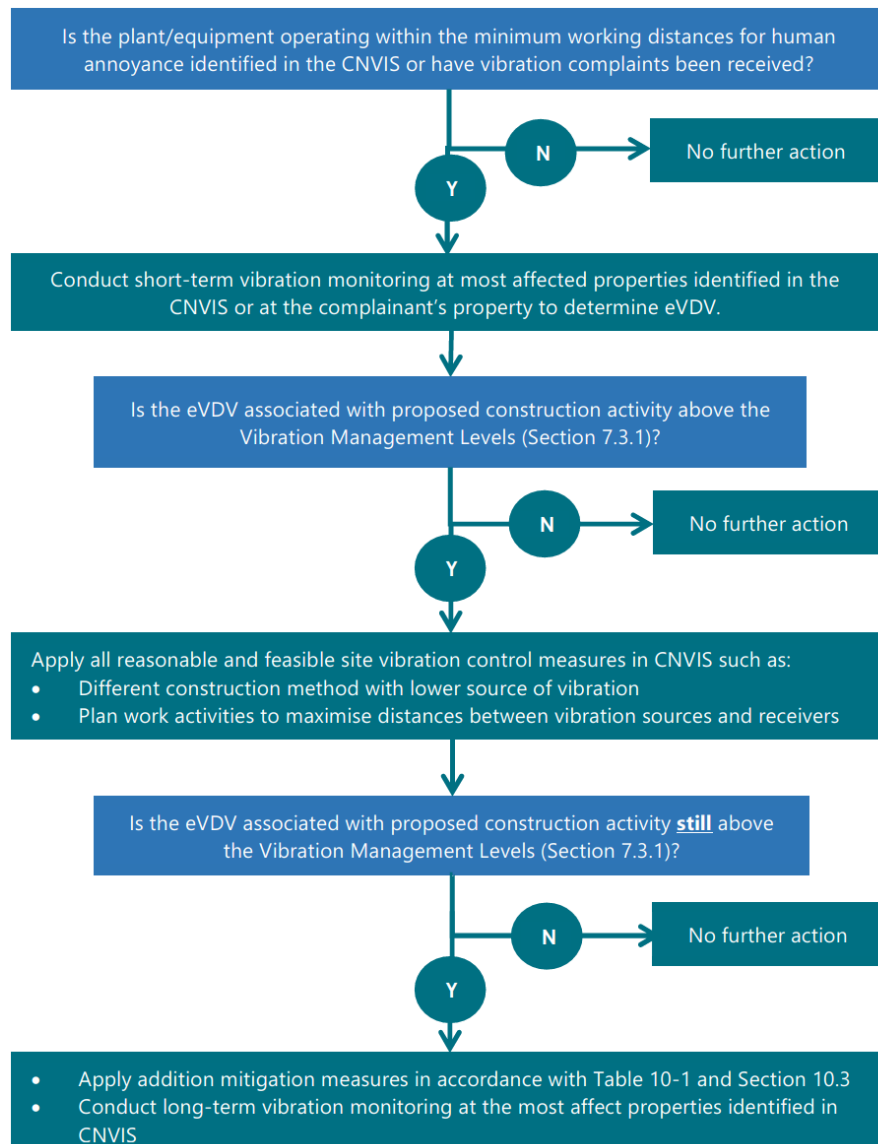 Is the plant/equipment operating within the minimum working distances for human
annoyance identified in the CNVIS or have vibration complaints been received?
N
No further action
Y
Conduct short-term vibration monitoring at most affected properties identified in the
CNVIS or at the complainant’s property to determine eVDV.
Is the eVDV associated with proposed construction activity above the
Vibration Management Levels (Section 7.3.1)?
N
No further action
Y
Apply all reasonable and feasible site vibration control measures in CNVIS such as:
• Different construction method with lower source of vibration
• Plan work activities to maximise distances between vibration sources and receivers
Is the eVDV associated with proposed construction activity still above
the Vibration Management Levels (Section 7.3.1)?
N
No further action
Y
• Apply addition mitigation measures in accordance with Table 10-1 and Section 10.3
• Conduct long-term vibration monitoring at the most affect properties identified in
CNVIS